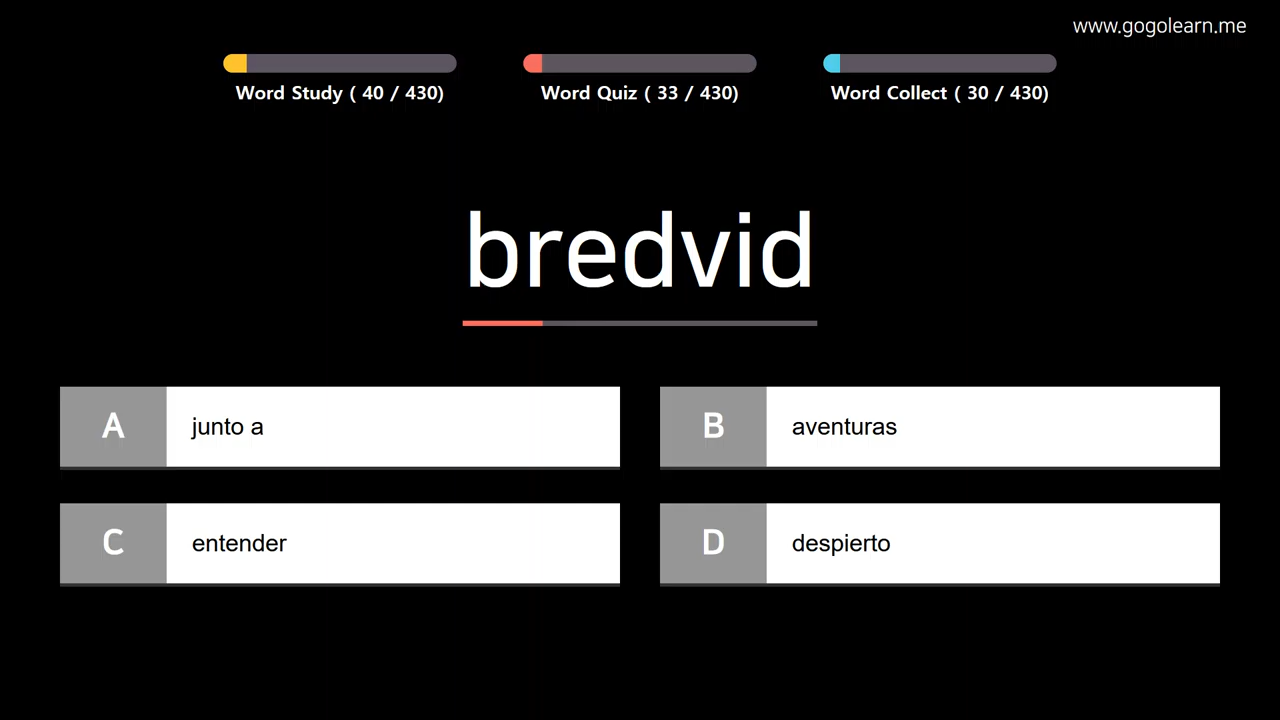 www.gogolearn.me
Word Study ( 40 / 430)
Word Quiz ( 33 / 430)
Word Collect ( 30 / 430)
bredvid
A junto a
B aventuras
C entender
D despierto